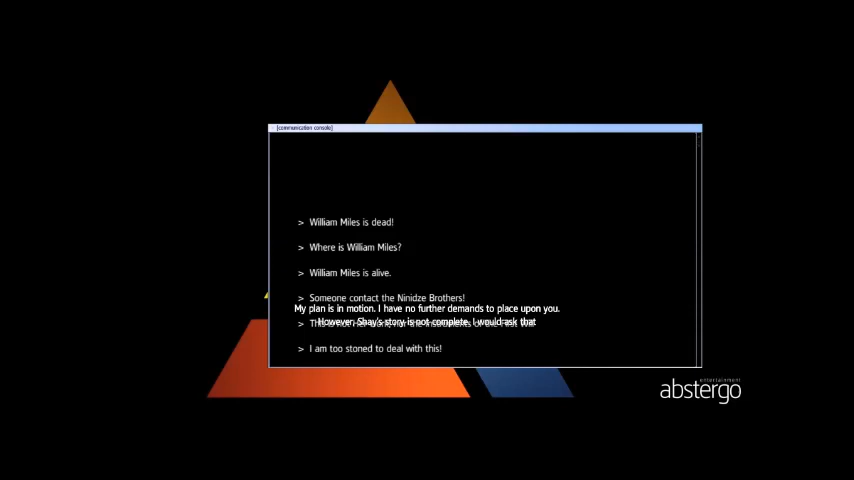 [communication console]
> William Miles is dead!
> Where is William Miles?
> William Miles is alive.
> Someone contact the Ninidze Brothers!
My plan is in motion. I have no further demands to place upon you.
However, Shay's story is not complete. I would ask that
> I am too stoned to deal with this!
entertainment
abstergo